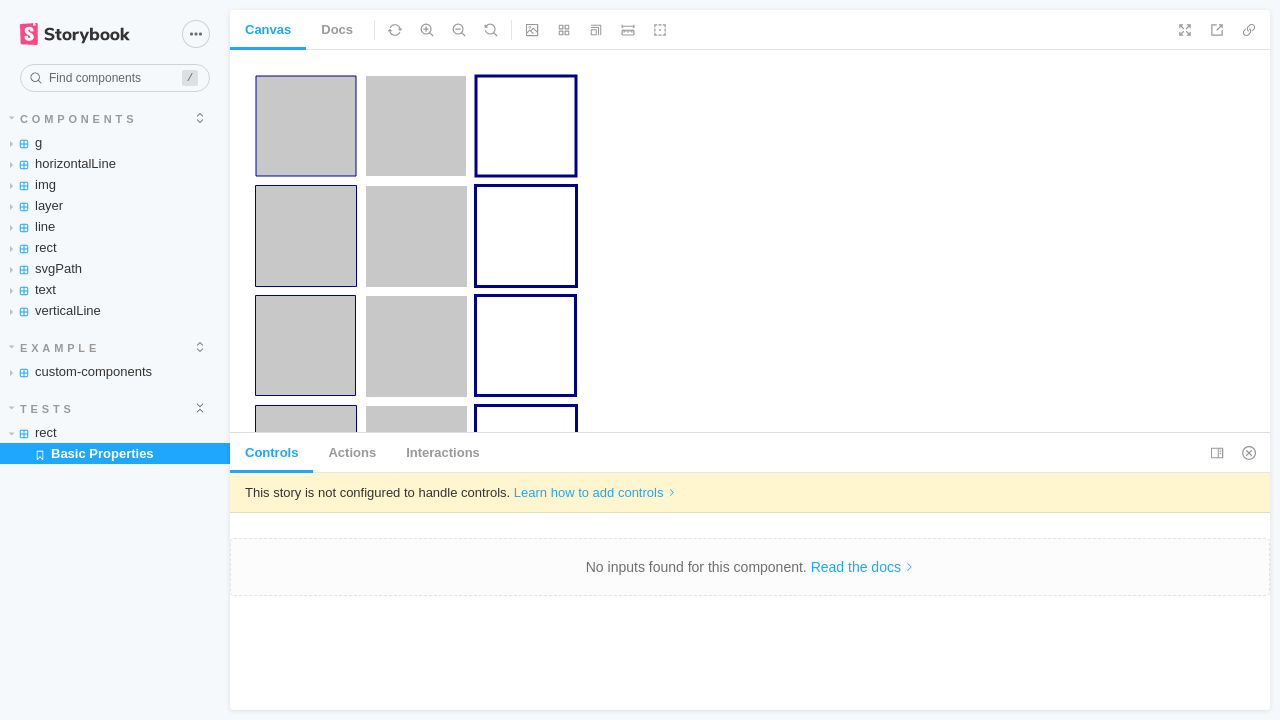 Storybook
Find components
/
COMPONENTS
g
horizontalLine
img
layer
line
rect
svgPath
text
verticalLine
EXAMPLE
custom-components
TESTS
rect
Basic Properties
Canvas
Docs
Controls
Actions
Interactions
This story is not configured to handle controls. Learn how to add controls
No inputs found for this component. Read the docs